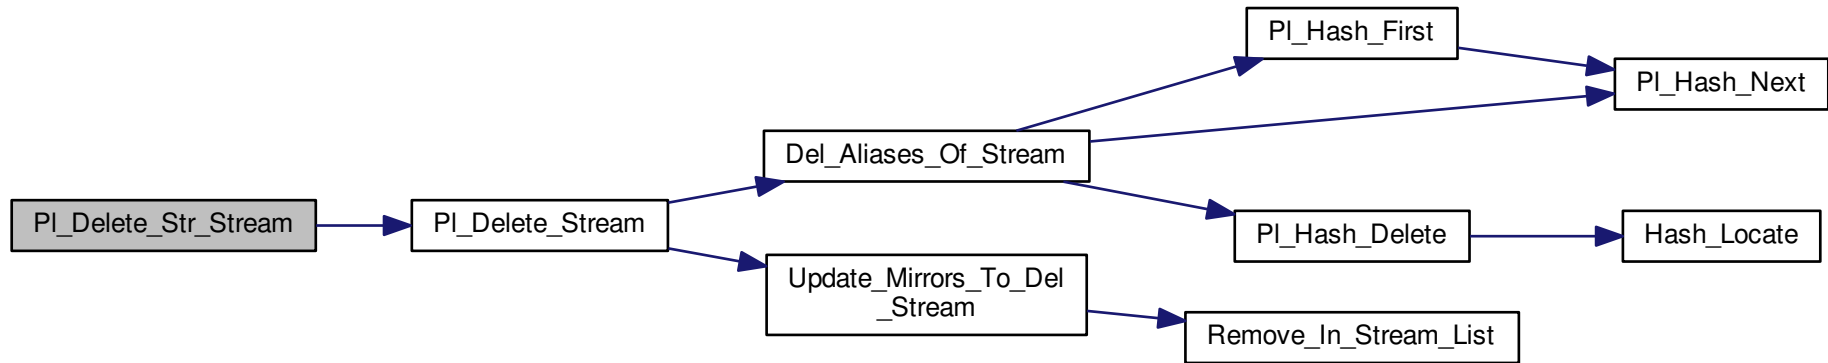 Pl_Delete_Str_Stream
Pl_Delete_Stream
Del_Aliases_Of_Stream
Update_Mirrors_To_Del
_Stream
Pl_Hash_First
Pl_Hash_Next
Pl_Hash_Delete
Hash_Locate
Remove_In_Stream_List